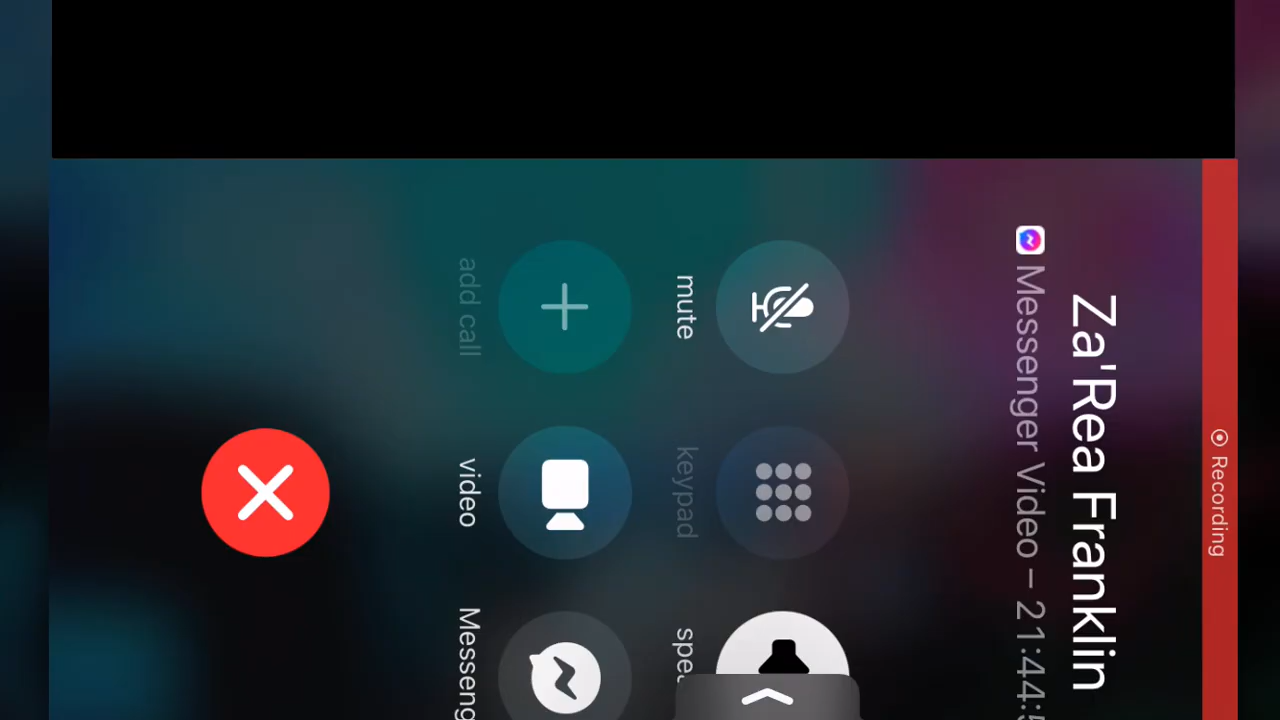 Recording
Za'Rea Franklin
Messenger Video – 21:44:
mute
keypad
add call
video